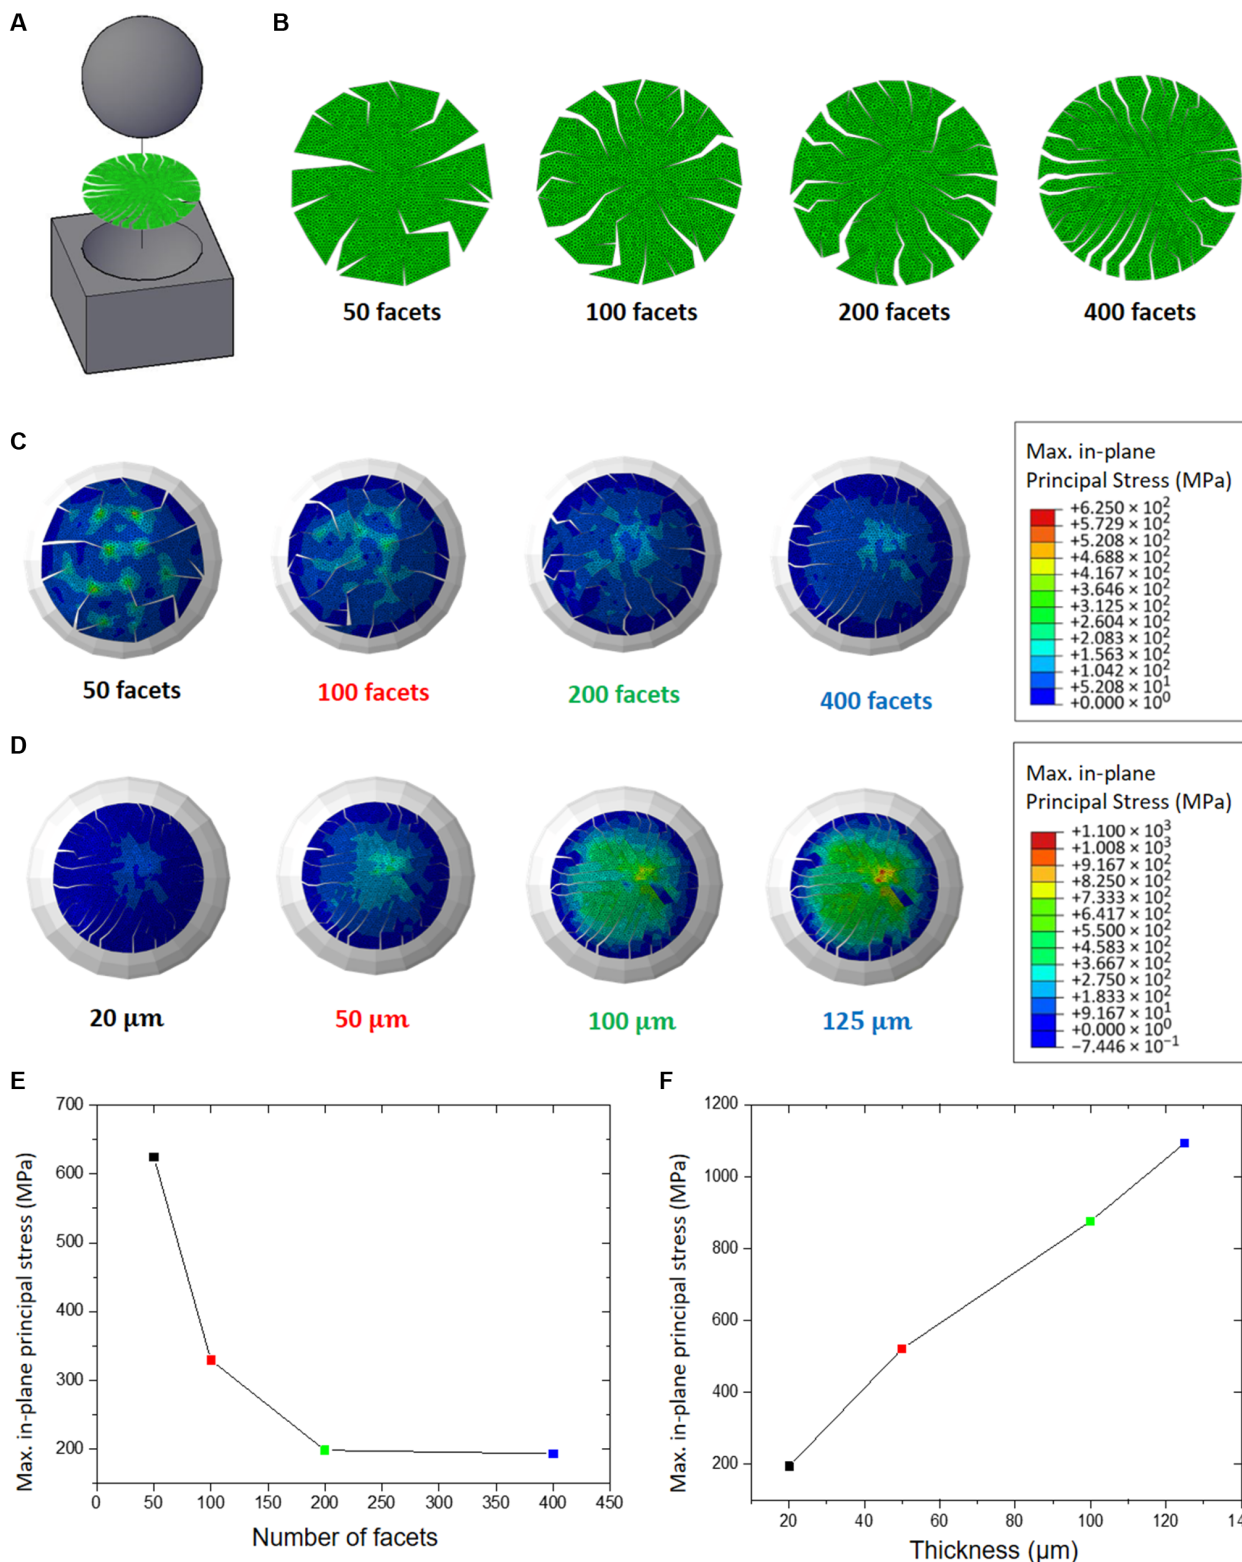 A
B
50 facets
100 facets
200 facets
400 facets
C
Max. in-plane
Principal Stress (MPa)
+6.250 × 10²
+5.729 × 10²
+5.208 × 10²
+4.688 × 10²
+4.167 × 10²
+3.646 × 10²
+3.125 × 10²
+2.604 × 10²
+2.083 × 10²
+1.563 × 10²
+1.042 × 10²
+5.208 × 10¹
+0.000 × 10⁰
50 facets
100 facets
200 facets
400 facets
D
Max. in-plane
Principal Stress (MPa)
+1.100 × 10³
+1.008 × 10³
+9.167 × 10²
+8.250 × 10²
+7.333 × 10²
+6.417 × 10²
+5.500 × 10²
+4.583 × 10²
+3.667 × 10²
+2.750 × 10²
+1.833 × 10²
+9.167 × 10¹
+0.000 × 10⁰
−7.446 × 10⁻¹
20 µm
50 µm
100 µm
125 µm
E
700
600
500
400
300
200
0 50 100 150 200 250 300 350 400 450
Max. in-plane principal stress (MPa)
Number of facets
F
1200
1000
800
600
400
200
20 40 60 80 100 120 14
Max. in-plane principal stress (MPa)
Thickness (µm)